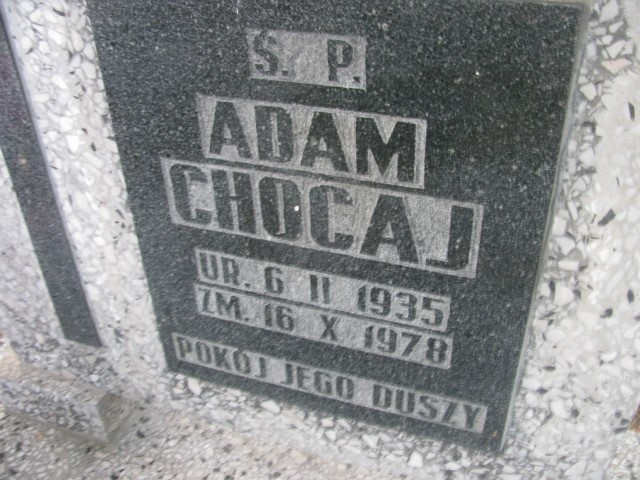 Ś. P.
ADAM
CHOCAJ
UR. 6 II 1935
ZM. 16 X 1978
POKÓJ JEGO DUSZY